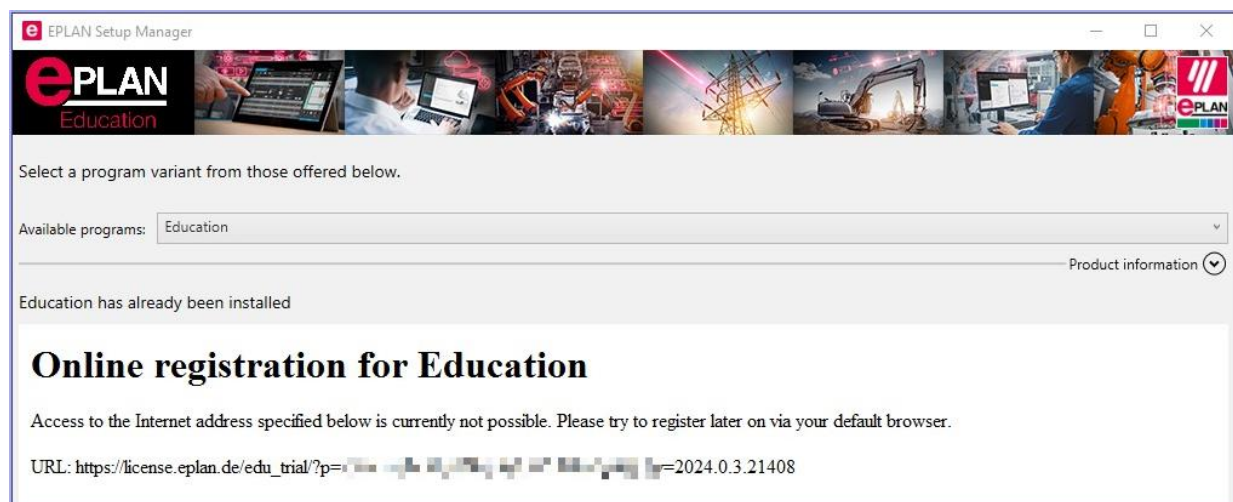 EPLAN Setup Manager
ePLAN
Education
ePLAN
Select a program variant from those offered below.
Available programs: Education
Product information
Education has already been installed
Online registration for Education
Access to the Internet address specified below is currently not possible. Please try to register later on via your default browser.
URL: https://license.eplan.de/edu_trial/?p= =2024.0.3.21408